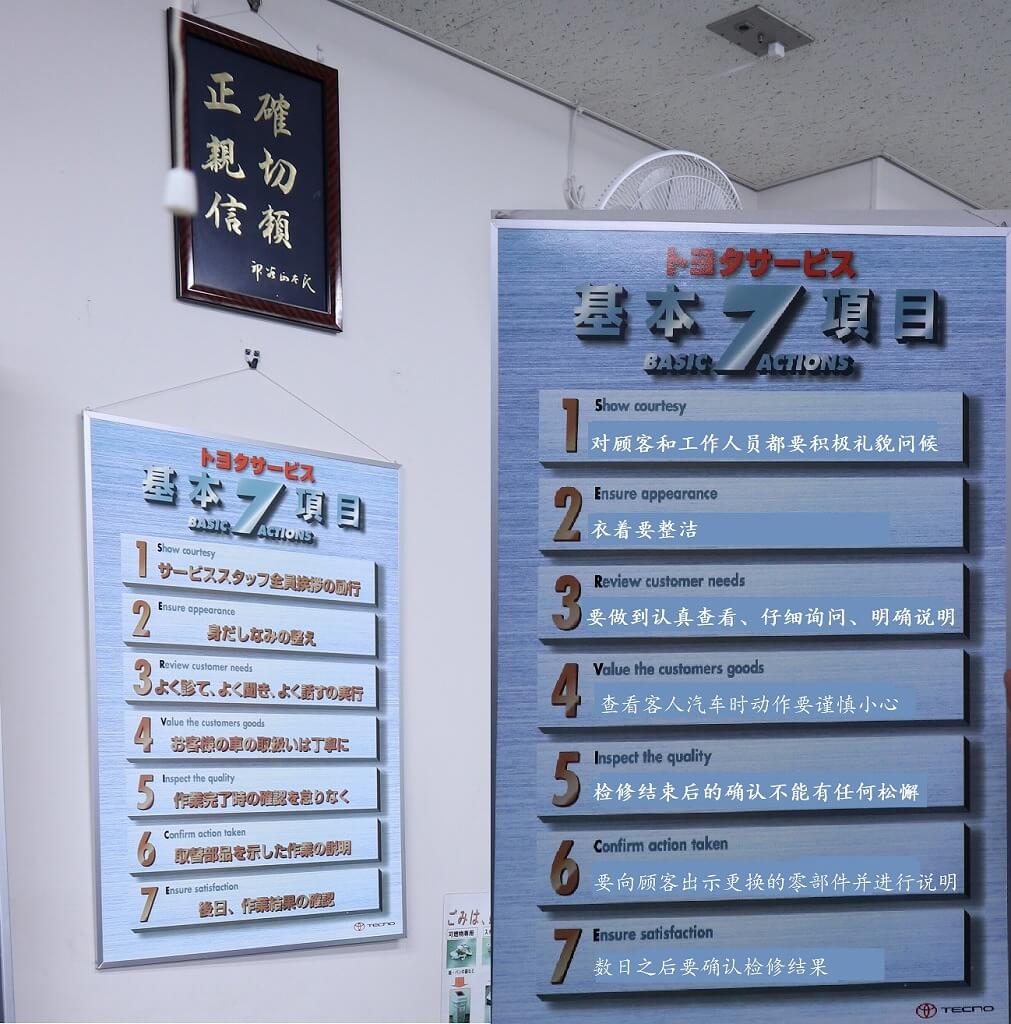 正確
親切
信頼
トヨタサービス
基本7項目
BASIC 7 ACTIONS
1 Show courtesy
サービススタッフ全員挨拶の励行
2 Ensure appearance
身だしなみの整え
3 Review customer needs
よく診て、よく聞き、よく話すの実行
4 Value the customers goods
お客様の車の取扱いは丁寧に
5 Inspect the quality
作業完了時の確認を怠りなく
6 Confirm action taken
取替部品を示した作業の説明
7 Ensure satisfaction
後日、作業結果の確認
TECNO
ごみは、
可燃物専用
トヨタサービス
基本7項目
BASIC 7 ACTIONS
1 Show courtesy
对顾客和工作人员都要积极礼貌问候
2 Ensure appearance
衣着要整洁
3 Review customer needs
要做到认真查看、仔细询问、明确说明
4 Value the customers goods
查看客人汽车时动作要谨慎小心
5 Inspect the quality
检修结束后的确认不能有任何松懈
6 Confirm action taken
要向顾客出示更换的零部件并进行说明
7 Ensure satisfaction
数日之后要确认检修结果
TECNO